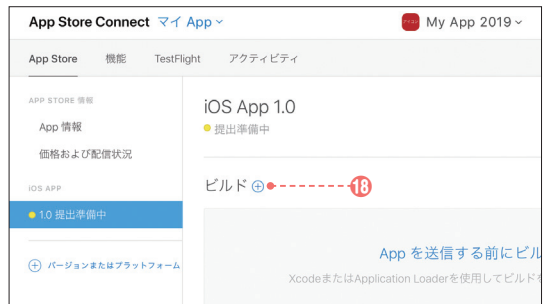 App Store Connect マイ App
アイコン My App 2019
App Store 機能 TestFlight アクティビティ
APP STORE 情報
App 情報
価格および配信状況
IOS APP
1.0 提出準備中
バージョンまたはプラットフォーム
iOS App 1.0
提出準備中
ビルド
18
App を送信する前にビル
XcodeまたはApplication Loaderを使用してビルドを